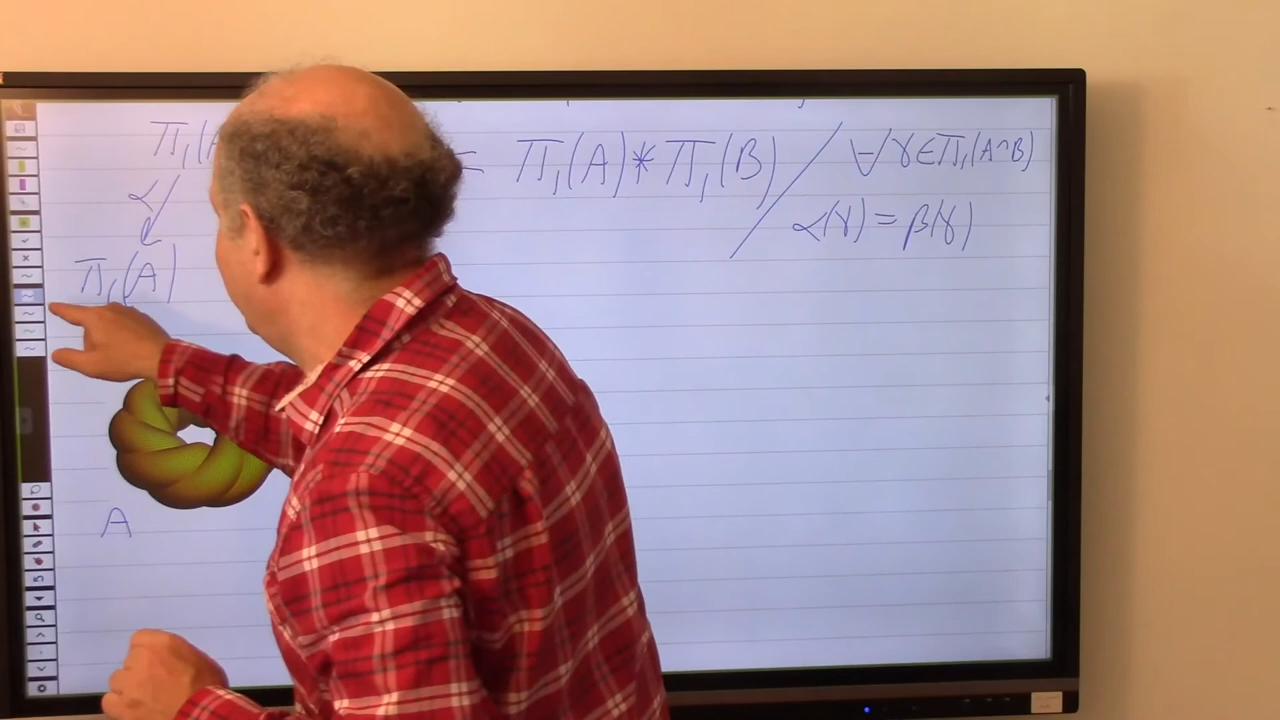 π₁(A = π₁(A) * π₁(B) / ∀γ∈π₁(A∩B)
α α(γ) = β(γ)
π₁(A)
A